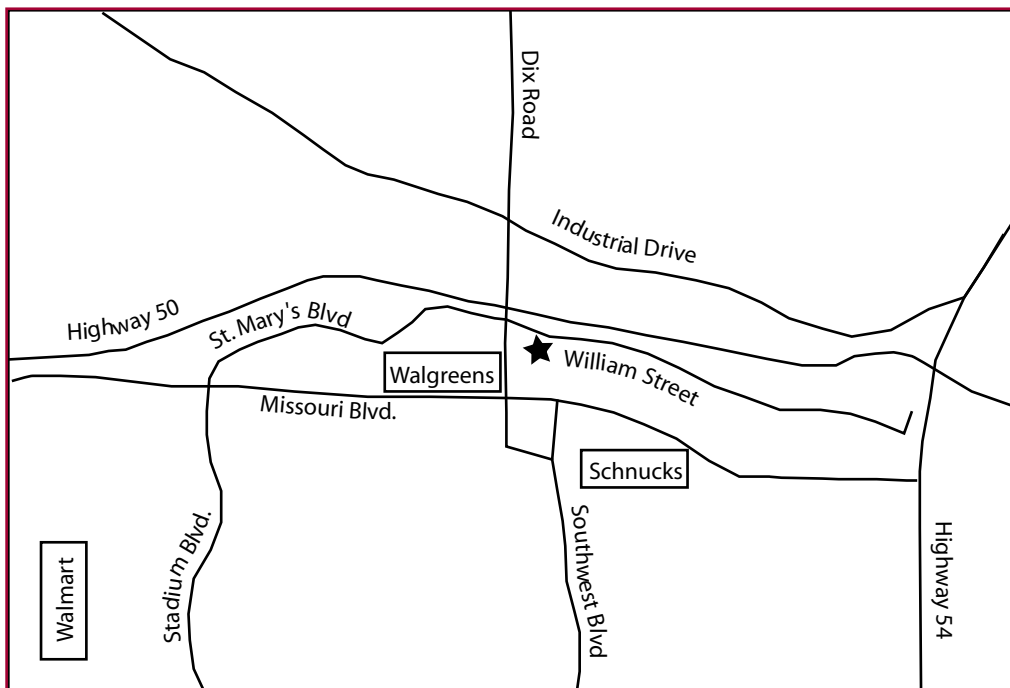 Dix Road
Industrial Drive
Highway 50
St. Mary's Blvd
William Street
Walgreens
Missouri Blvd.
Schnucks
Southwest Blvd
Stadium Blvd.
Highway 54
Walmart